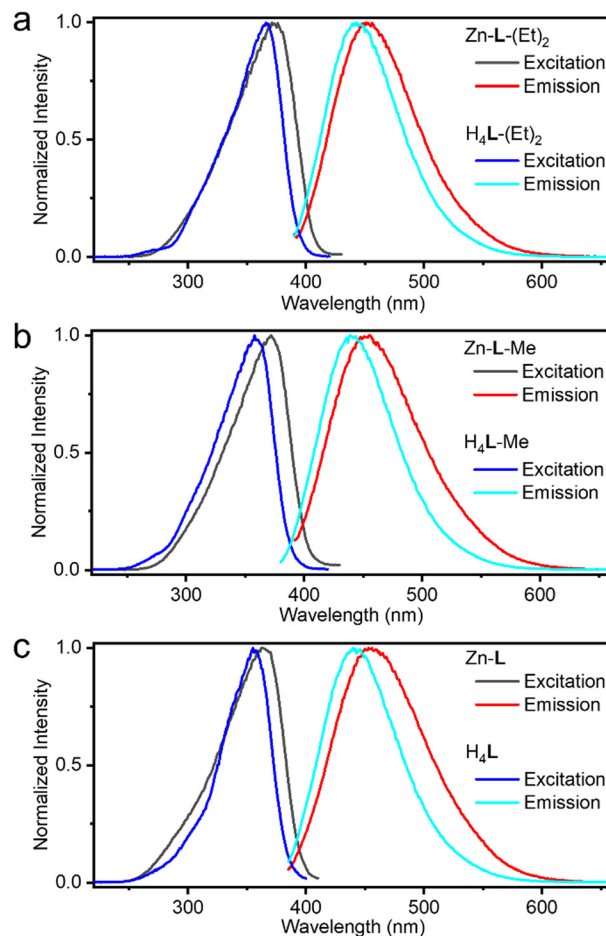 a
Zn-L-(Et)₂
Excitation
Emission
H₄L-(Et)₂
Excitation
Emission
Normalized Intensity
1.0
0.5
0.0
300 400 500 600
Wavelength (nm)
b
Zn-L-Me
Excitation
Emission
H₄L-Me
Excitation
Emission
Normalized Intensity
1.0
0.5
0.0
300 400 500 600
Wavelength (nm)
c
Zn-L
Excitation
Emission
H₄L
Excitation
Emission
Normalized Intensity
1.0
0.5
0.0
300 400 500 600
Wavelength (nm)